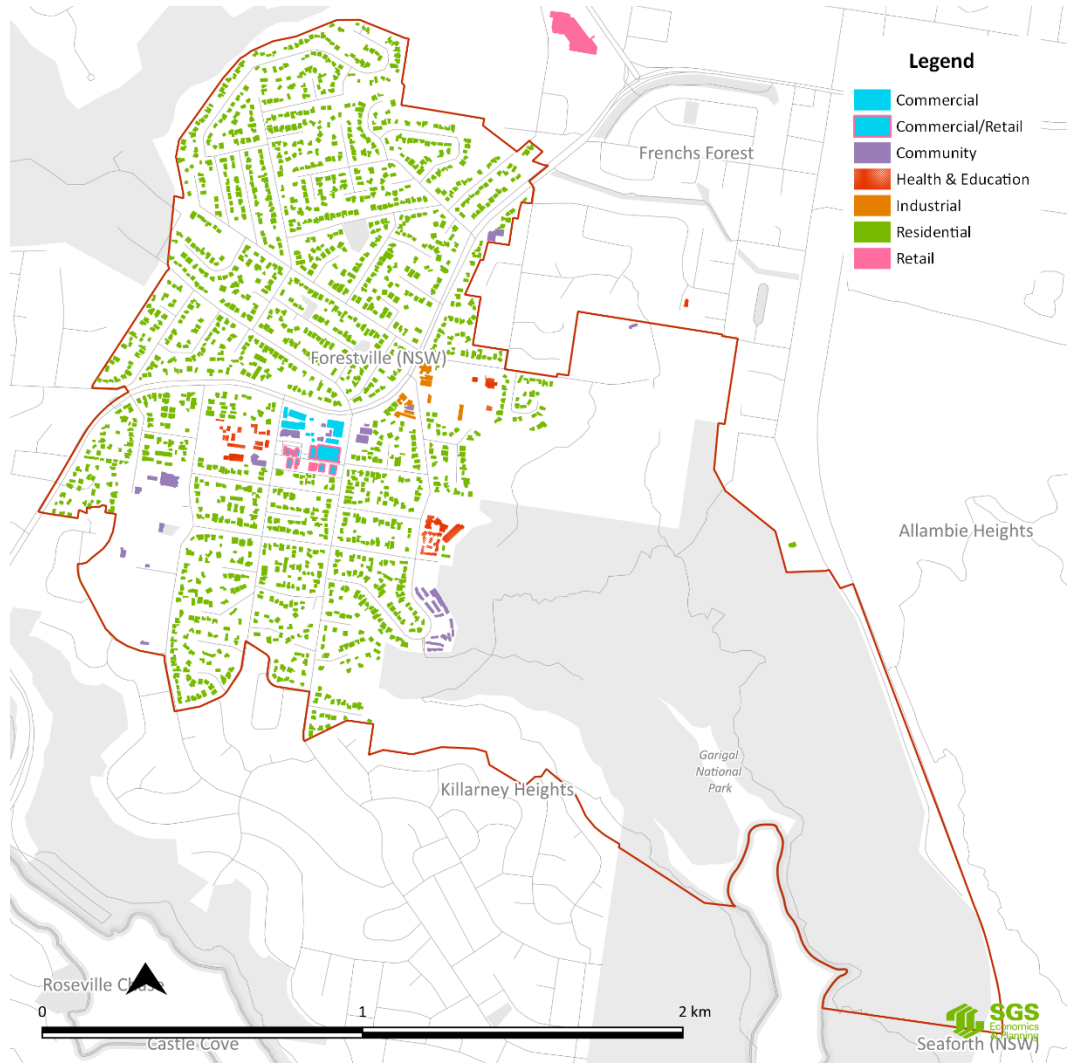 Legend
Commercial
Commercial/Retail
Community
Health & Education
Industrial
Residential
Retail
Frenchs Forest
Forestville (NSW)
Allambie Heights
Garigal
National
Park
Killarney Heights
Roseville Chase
0 1 2 km
Castle Cove
SGS
Economics
& Planning
Seaforth (NSW)